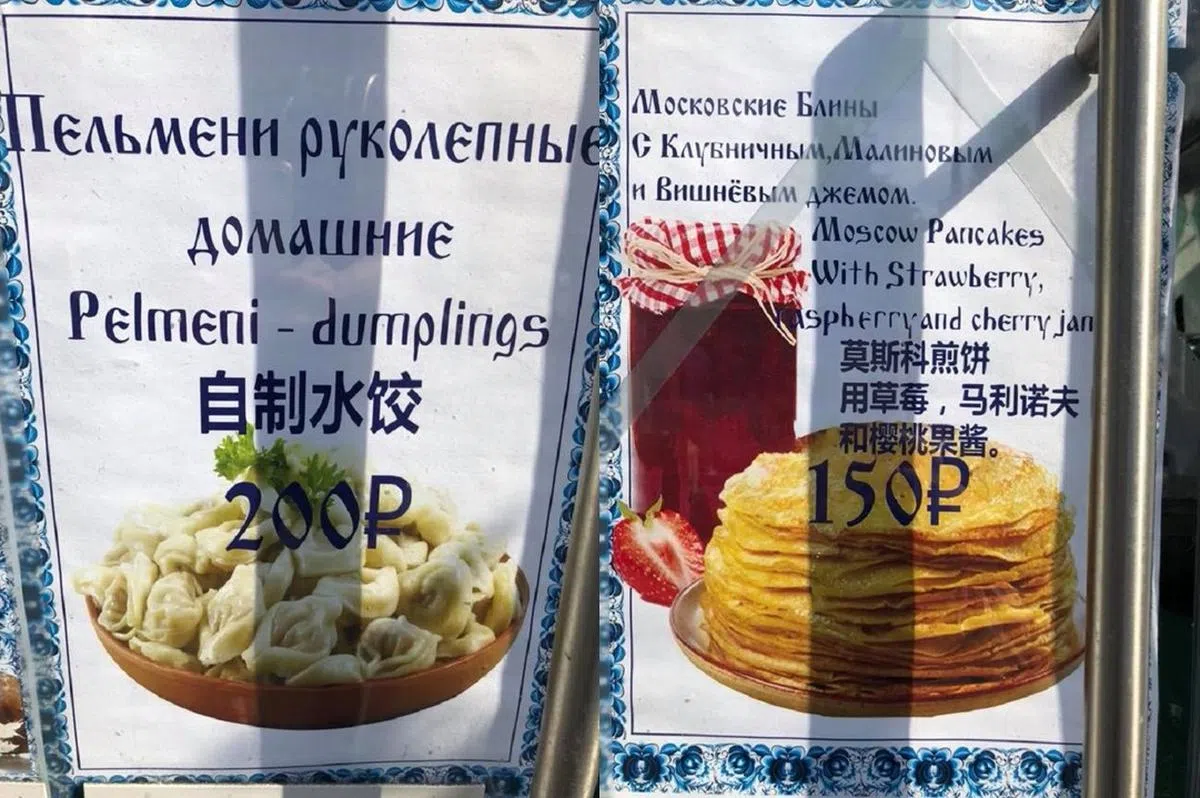 Пельмени руколепные
домашние
Pelmeni - dumplings
自制水饺
200₽
Московские Блины
С Клубничным,Малиновым
и Вишнёвым джемом.
Moscow Pancakes
With Strawberry,
raspberry and cherry jam
莫斯科煎饼
用草莓，马利诺夫
和樱桃果酱。
150₽